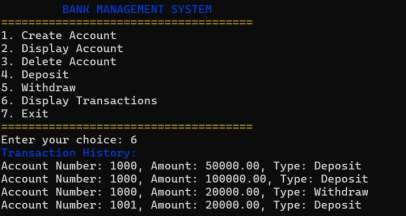 BANK MANAGEMENT SYSTEM
====================================
1. Create Account
2. Display Account
3. Delete Account
4. Deposit
5. Withdraw
6. Display Transactions
7. Exit
====================================
Enter your choice: 6
Transaction History:
Account Number: 1000, Amount: 50000.00, Type: Deposit
Account Number: 1000, Amount: 100000.00, Type: Deposit
Account Number: 1000, Amount: 20000.00, Type: Withdraw
Account Number: 1001, Amount: 20000.00, Type: Deposit